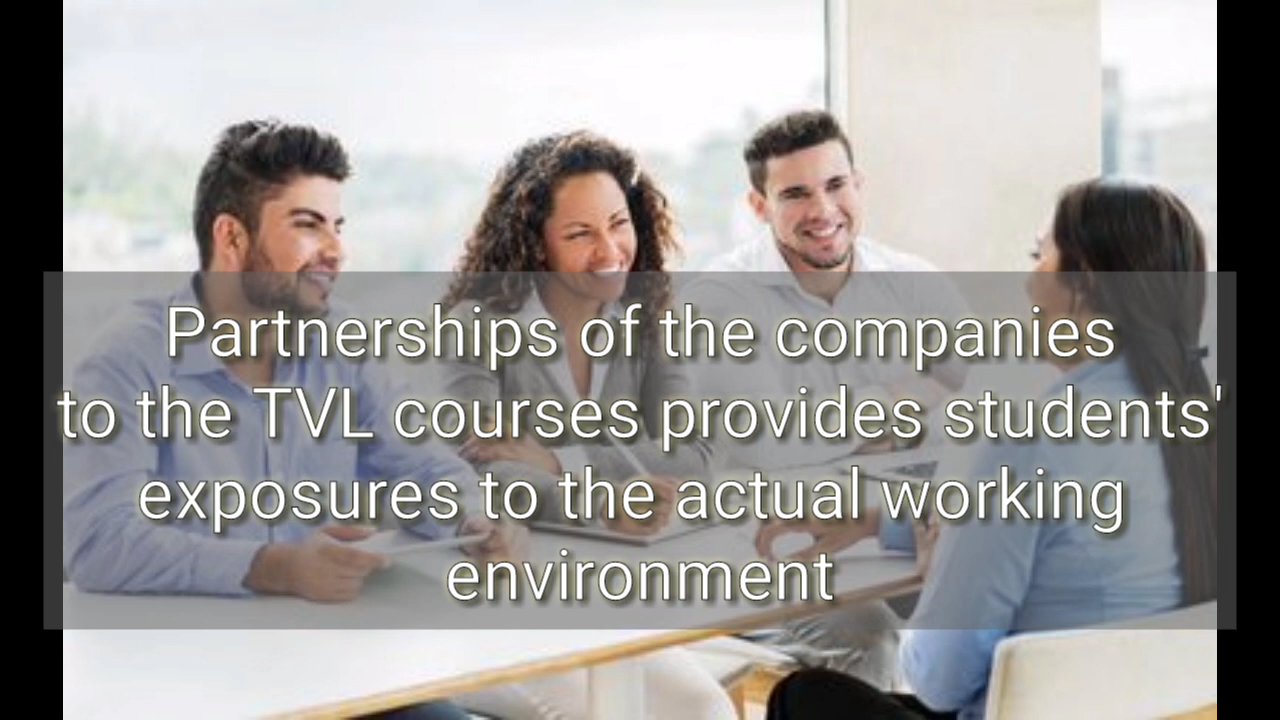 Partnerships of the companies
to the TVL courses provides students'
exposures to the actual working
environment